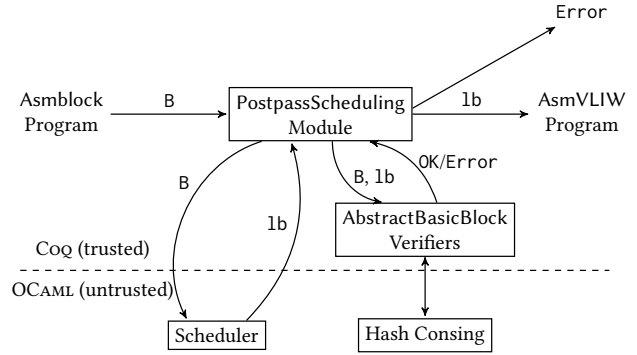 Error
Asmblock
Program
B
PostpassScheduling
Module
lb
AsmVLIW
Program
B
lb
B, lb
OK/Error
AbstractBasicBlock
Verifiers
COQ (trusted)
OCAML (untrusted)
Scheduler
Hash Consing